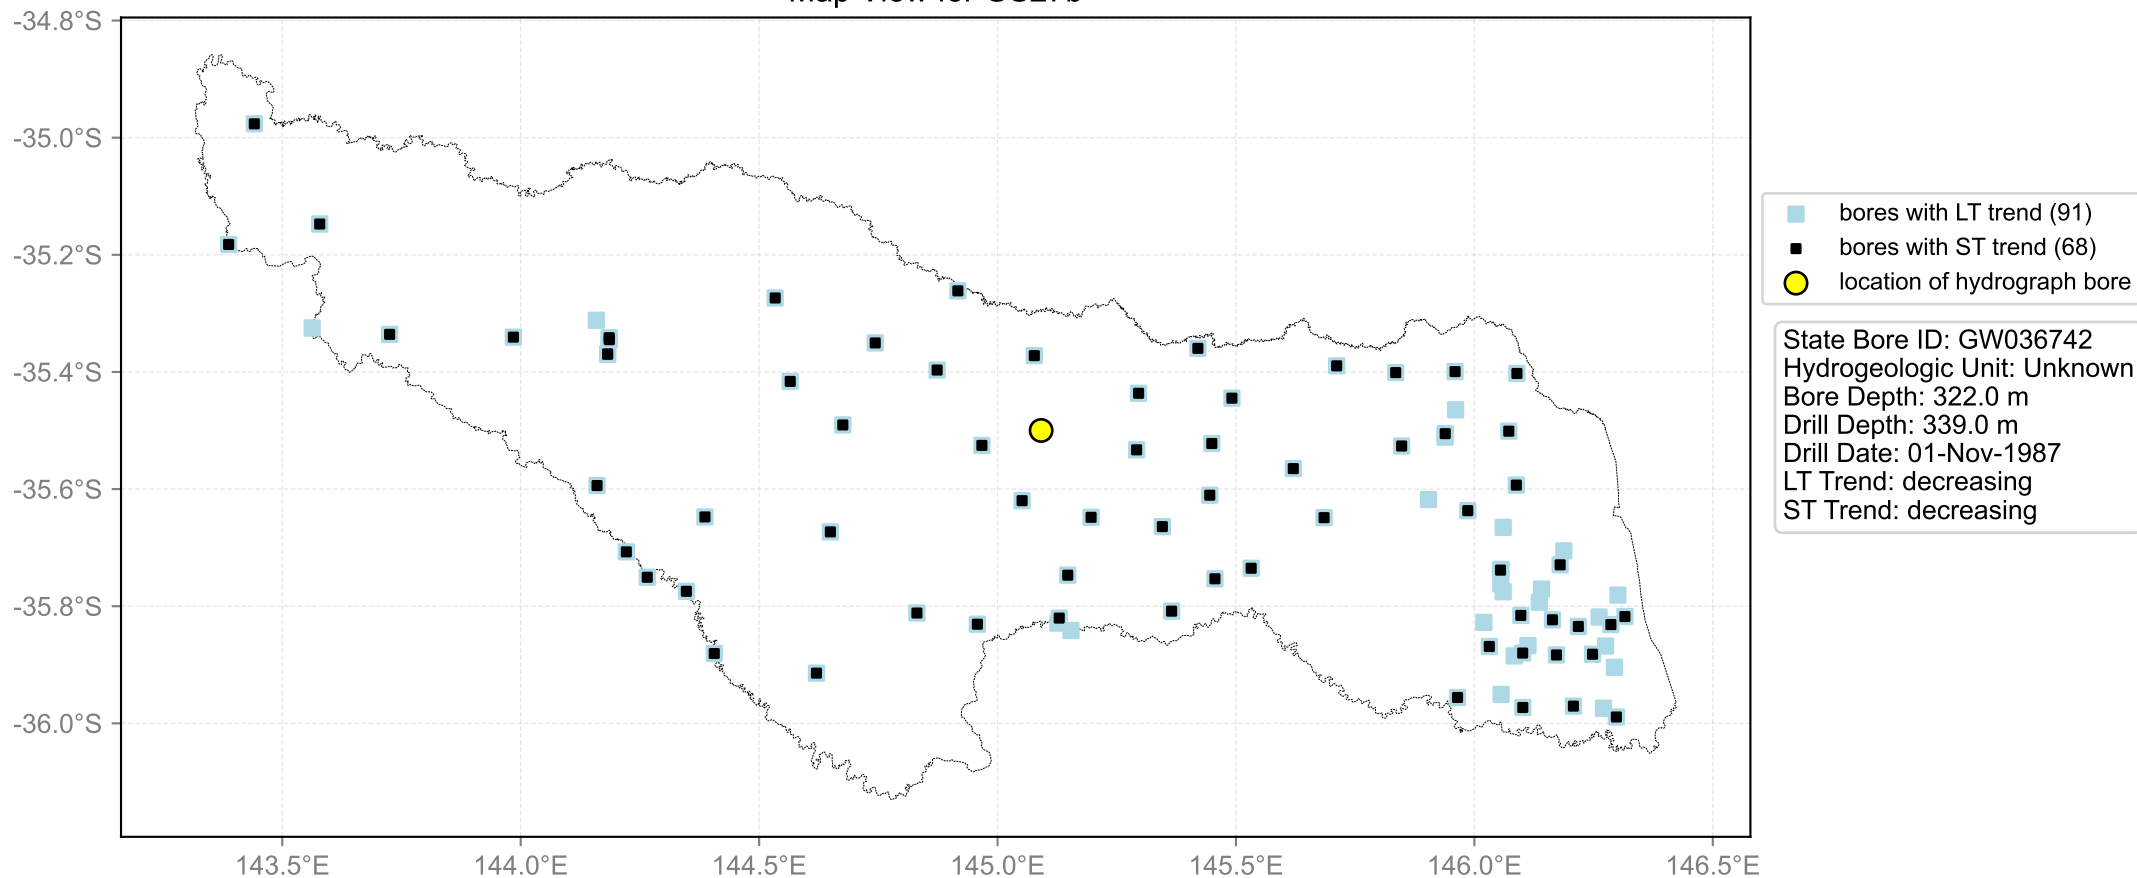 -34.8°S
-35.0°S
-35.2°S
-35.4°S
-35.6°S
-35.8°S
-36.0°S
143.5°E
144.0°E
144.5°E
145.0°E
145.5°E
146.0°E
146.5°E
bores with LT trend (91)
bores with ST trend (68)
location of hydrograph bore
State Bore ID: GW036742
Hydrogeologic Unit: Unknown
Bore Depth: 322.0 m
Drill Depth: 339.0 m
Drill Date: 01-Nov-1987
LT Trend: decreasing
ST Trend: decreasing